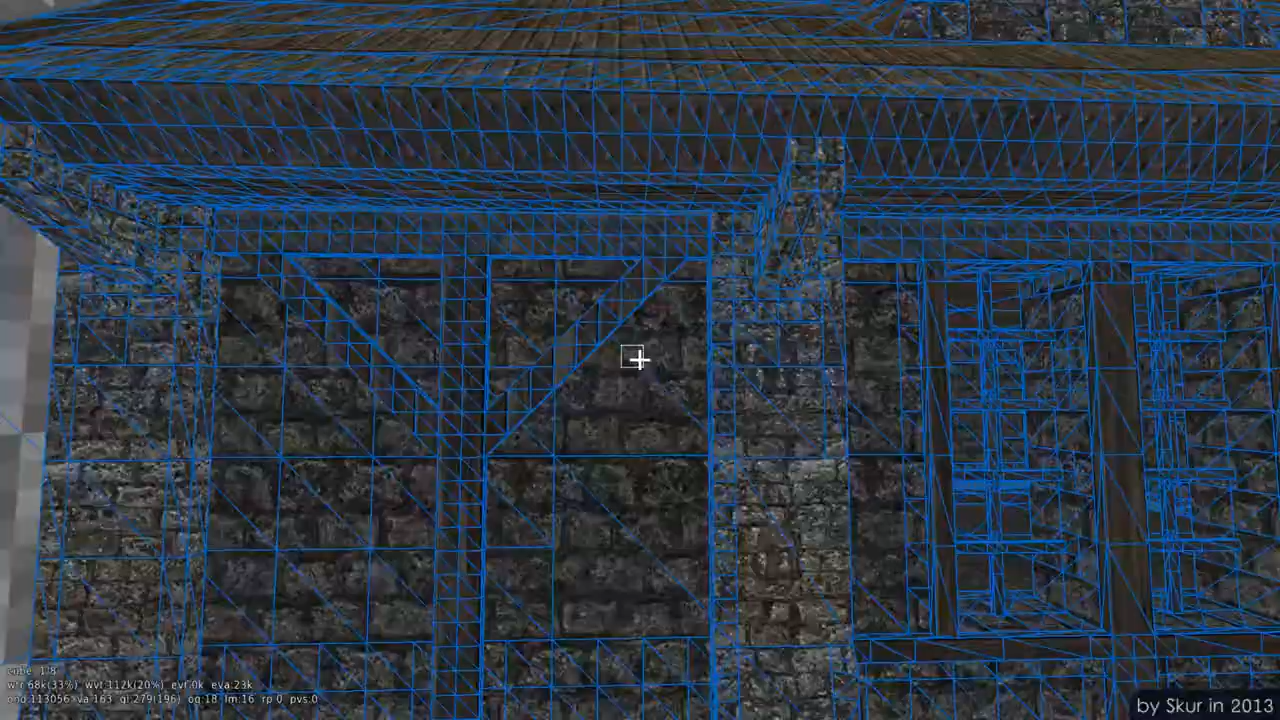 cube 1:8
wtr:68k(33%) wvt:112k(20%) evt:0k eva:23k
ond:113056 va:163 gl:279(196) oq:18 lm:16 rp:0 pvs:0
by Skur in 2013